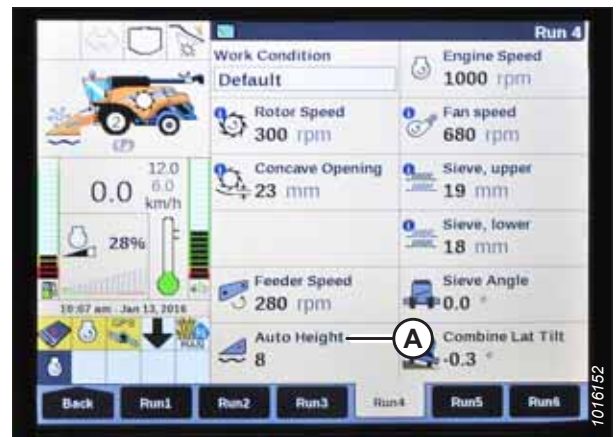 Run 4
Work Condition
Default
Engine Speed
1000 rpm
Rotor Speed
300 rpm
Fan speed
680 rpm
Concave Opening
23 mm
Sieve, upper
19 mm
Sieve, lower
18 mm
Feeder Speed
280 rpm
Sieve Angle
0.0 °
Auto Height
8
A
Combine Lat Tilt
-0.3 °
2
(P)
12.0
6.0
0.0
km/h
28%
10:07 am Jan 13, 2016
GPS
MAN
Back
Run1
Run2
Run3
Run4
Run5
Run6
1016152